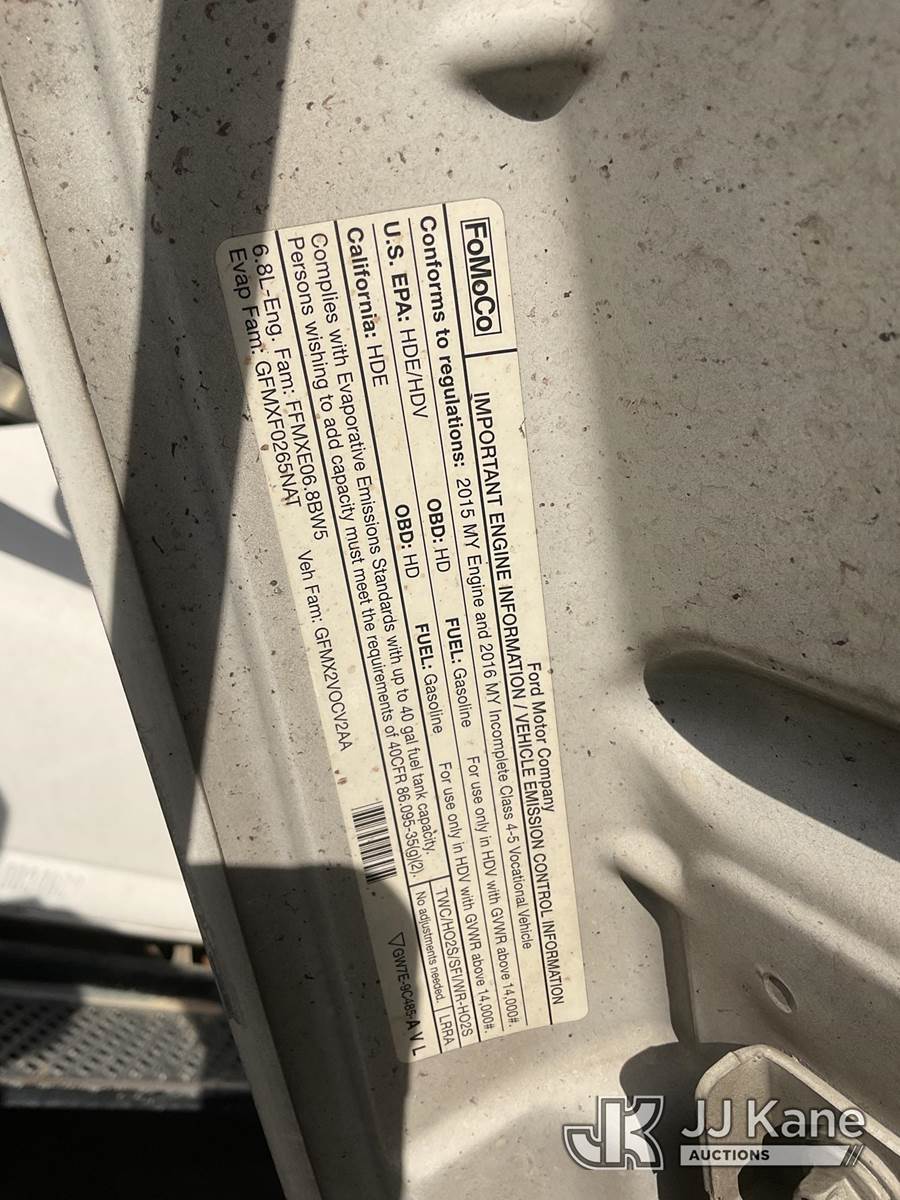 FoMoCo
Ford Motor Company
IMPORTANT ENGINE INFORMATION / VEHICLE EMISSION CONTROL INFORMATION
Conforms to regulations: 2015 MY Engine and 2016 MY Incomplete Class 4-5 Vocational Vehicle
U.S. EPA: HDE/HDV OBD: HD FUEL: Gasoline For use only in HDV with GVWR above 14,000#.
California: HDE OBD: HD FUEL: Gasoline For use only in HDV with GVWR above 14,000#.
Complies with Evaporative Emissions Standards with up to 40 gal fuel tank capacity. TWC/HO2S/SFI/WR-HO2S LRRA
Persons wishing to add capacity must meet the requirements of 40CFR 86.095-35(g)(2). No adjustments needed.
6.8L-Eng. Fam: FFMXE06.8BW5 Veh Fam: GFMX2VOCV2AA
Evap Fam: GFMXF0265NAT
GW7E-9C485-A V L
JK JJ Kane
AUCTIONS